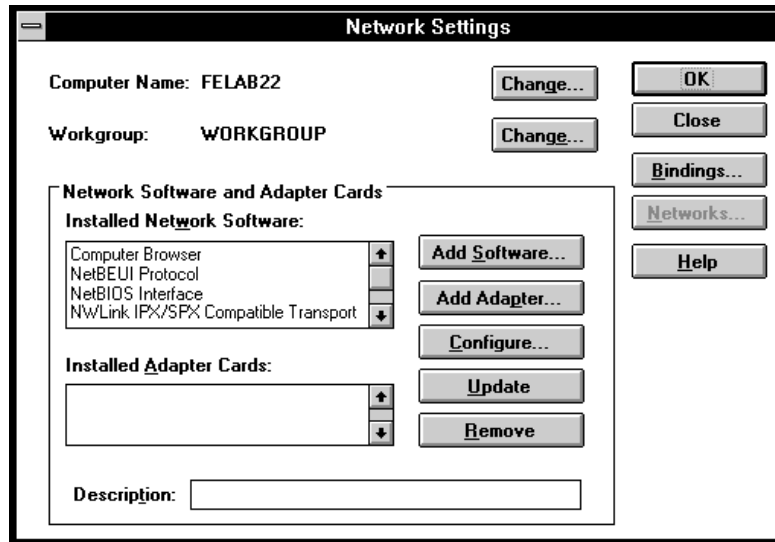 Network Settings
Computer Name: FELAB22
Change...
OK
Close
Workgroup: WORKGROUP
Change...
Bindings...
Networks...
Help
Network Software and Adapter Cards
Installed Network Software:
Computer Browser
NetBEUI Protocol
NetBIOS Interface
NWLink IPX/SPX Compatible Transport
Add Software...
Add Adapter...
Configure...
Update
Remove
Installed Adapter Cards:
Description: